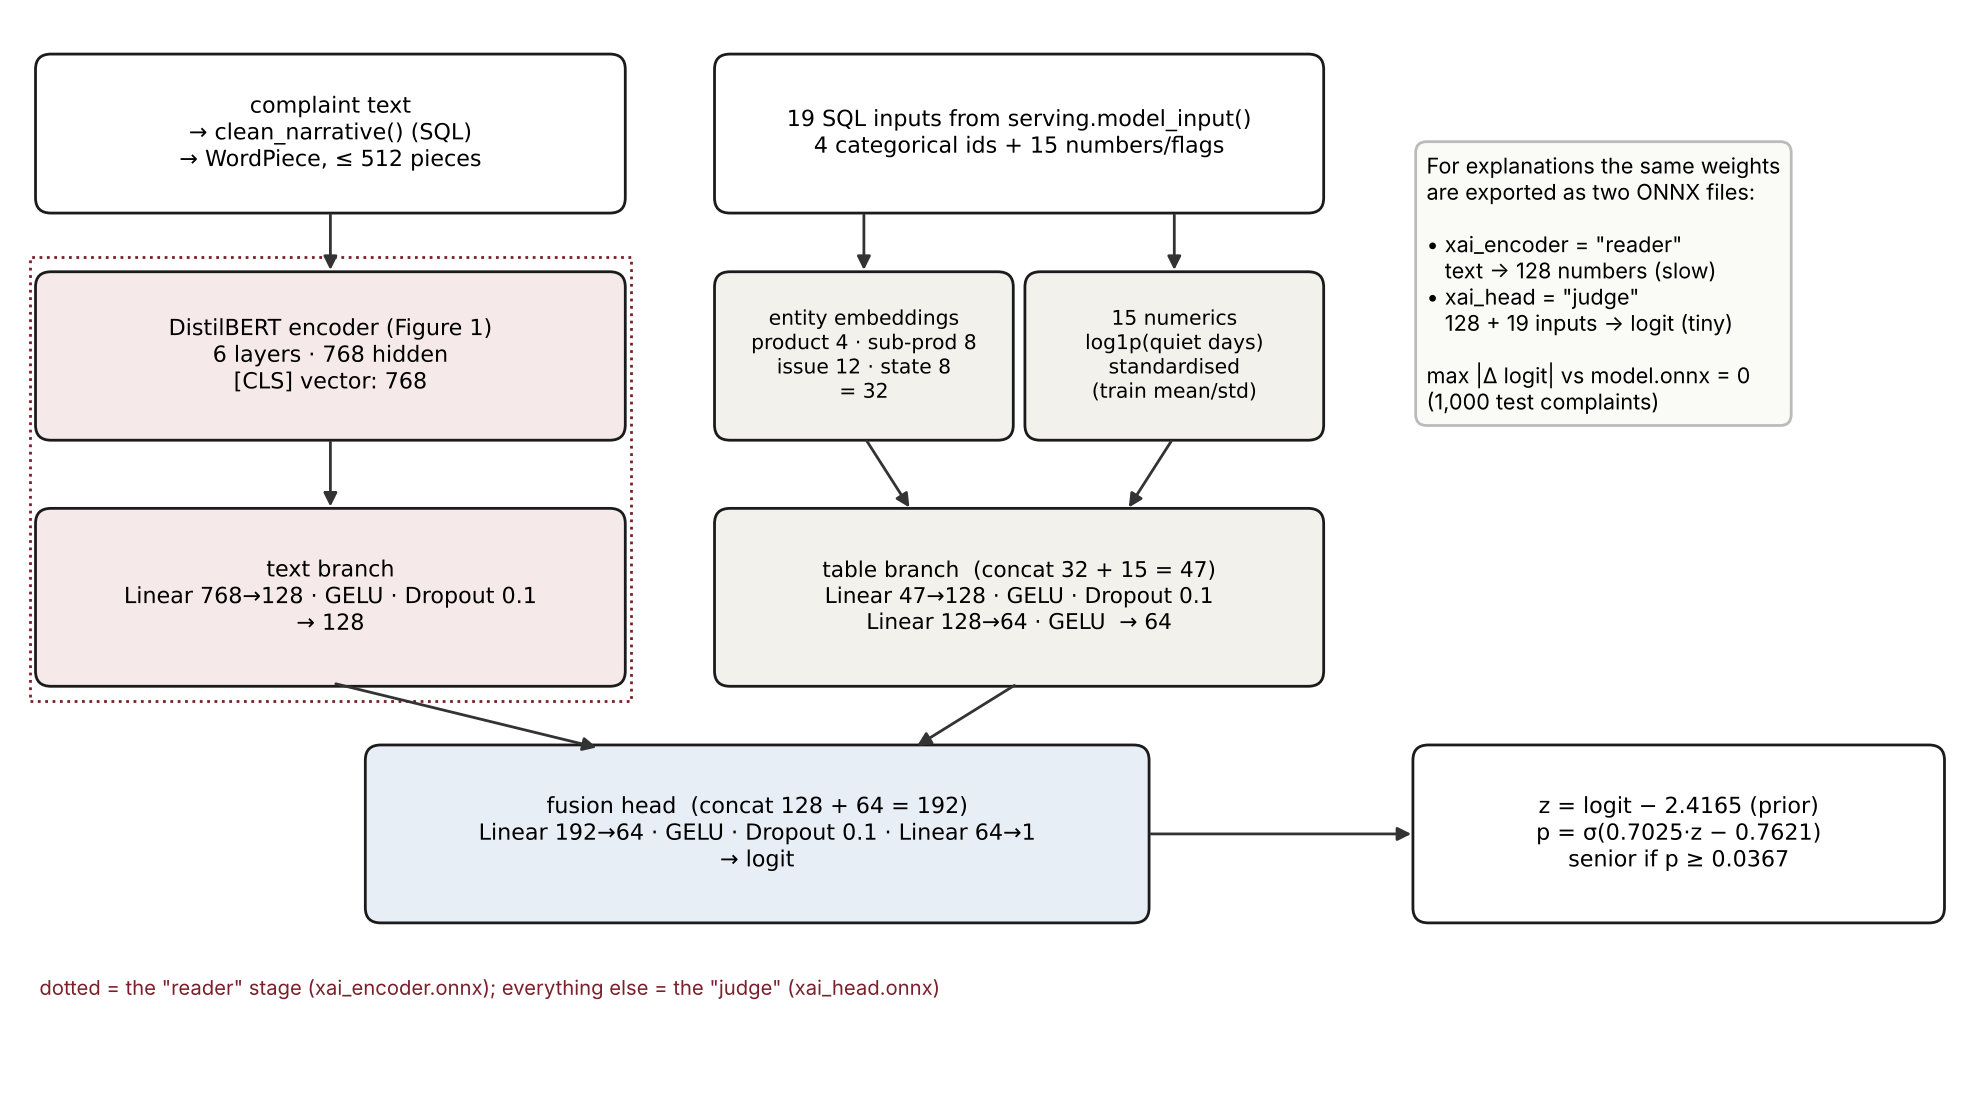 complaint text
→ clean_narrative() (SQL)
→ WordPiece, ≤ 512 pieces
19 SQL inputs from serving.model_input()
4 categorical ids + 15 numbers/flags
For explanations the same weights
are exported as two ONNX files:
• xai_encoder = "reader"
text → 128 numbers (slow)
• xai_head = "judge"
128 + 19 inputs → logit (tiny)
max |Δ logit| vs model.onnx = 0
(1,000 test complaints)
DistilBERT encoder (Figure 1)
6 layers · 768 hidden
[CLS] vector: 768
entity embeddings
product 4 · sub-prod 8
issue 12 · state 8
= 32
15 numerics
log1p(quiet days)
standardised
(train mean/std)
text branch
Linear 768→128 · GELU · Dropout 0.1
→ 128
table branch  (concat 32 + 15 = 47)
Linear 47→128 · GELU · Dropout 0.1
Linear 128→64 · GELU  → 64
fusion head  (concat 128 + 64 = 192)
Linear 192→64 · GELU · Dropout 0.1 · Linear 64→1
→ logit
z = logit − 2.4165 (prior)
p = σ(0.7025·z − 0.7621)
senior if p ≥ 0.0367
dotted = the "reader" stage (xai_encoder.onnx); everything else = the "judge" (xai_head.onnx)